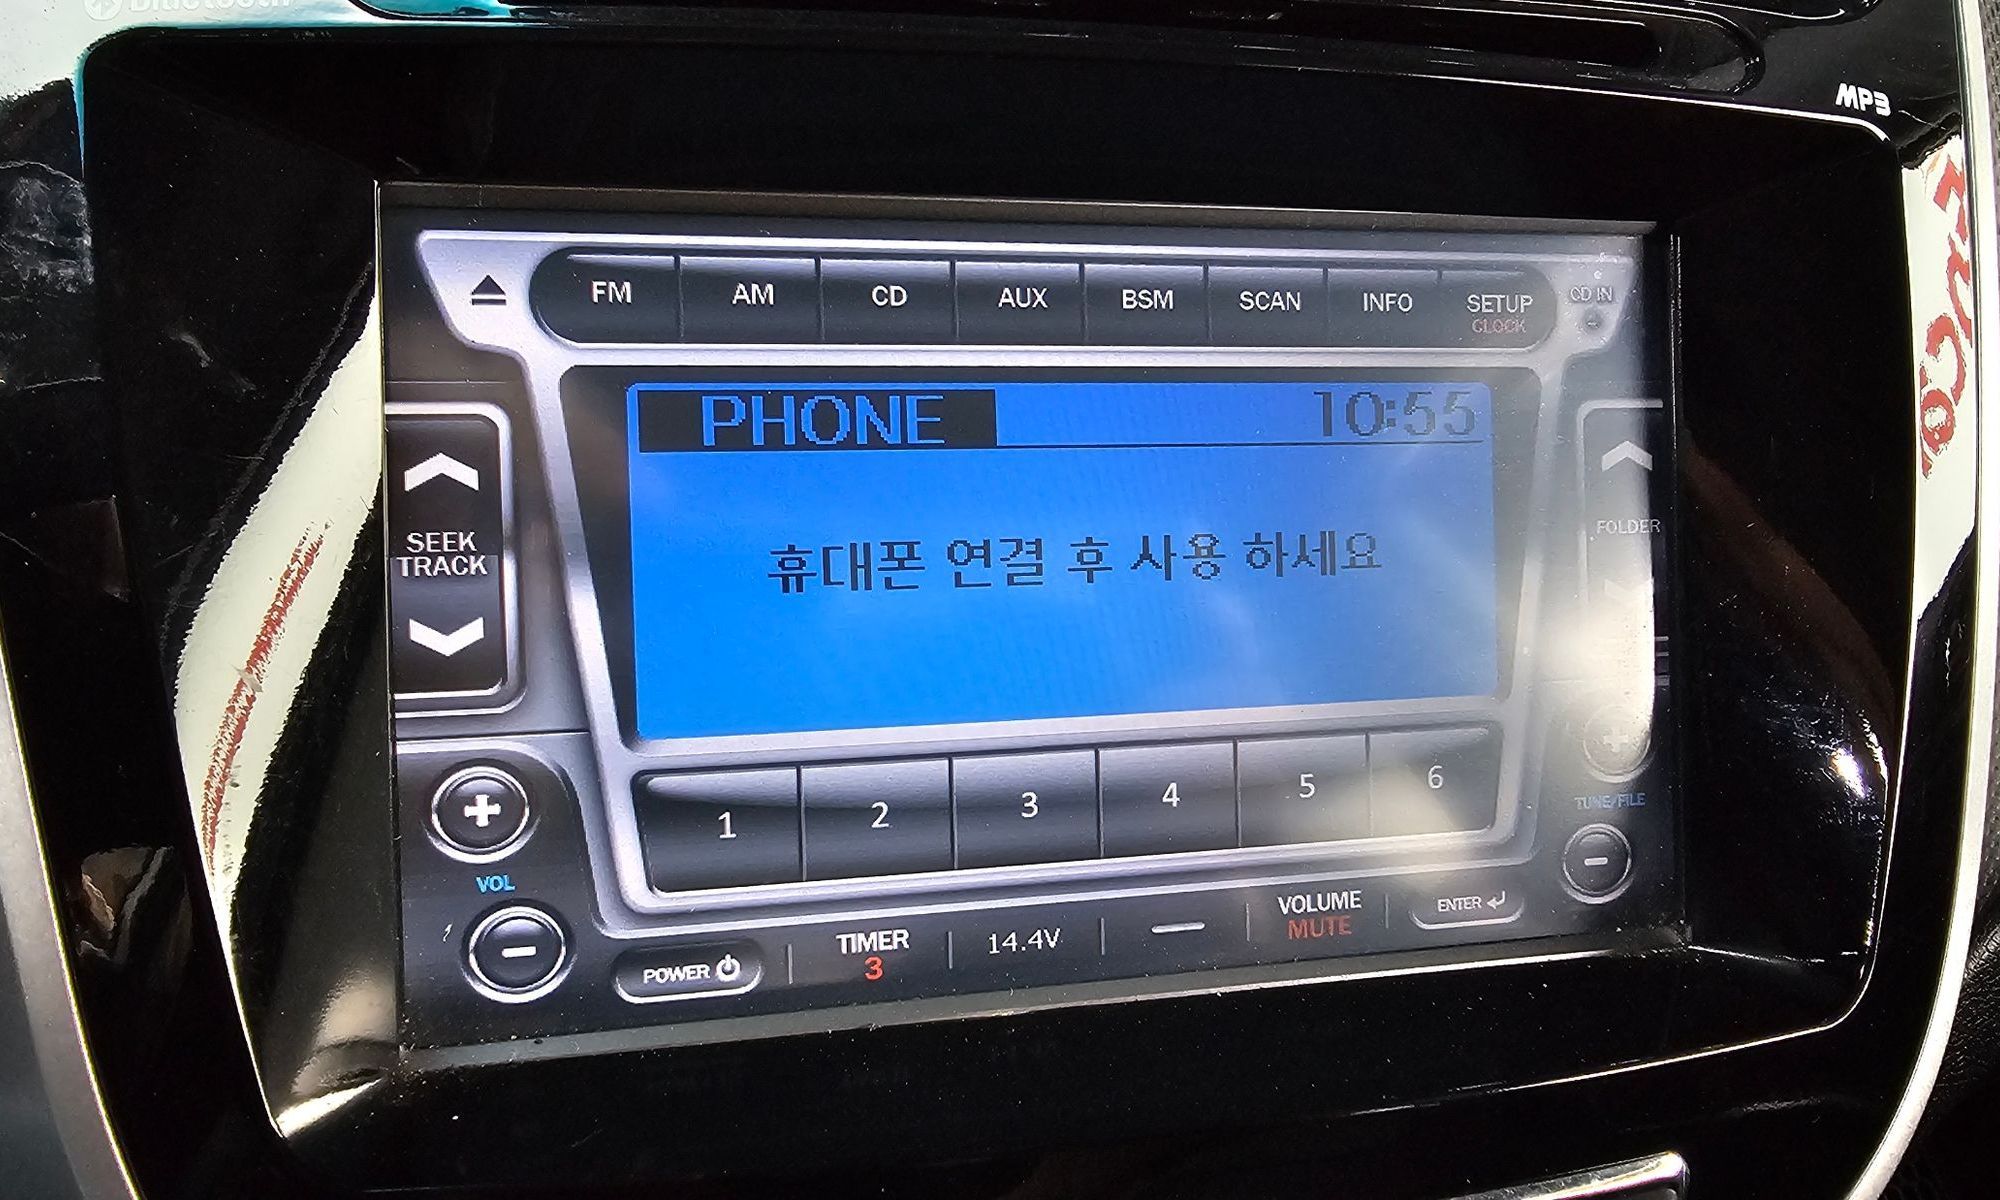 Bluetooth
MP3
FM AM CD AUX BSM SCAN INFO SETUP CD IN
CLOCK
PHONE 10:55
휴대폰 연결 후 사용 하세요
SEEK
TRACK
FOLDER
1 2 3 4 5 6
VOL
TUNE/FILE
POWER
TIMER
3
14.4V
VOLUME
MUTE
ENTER